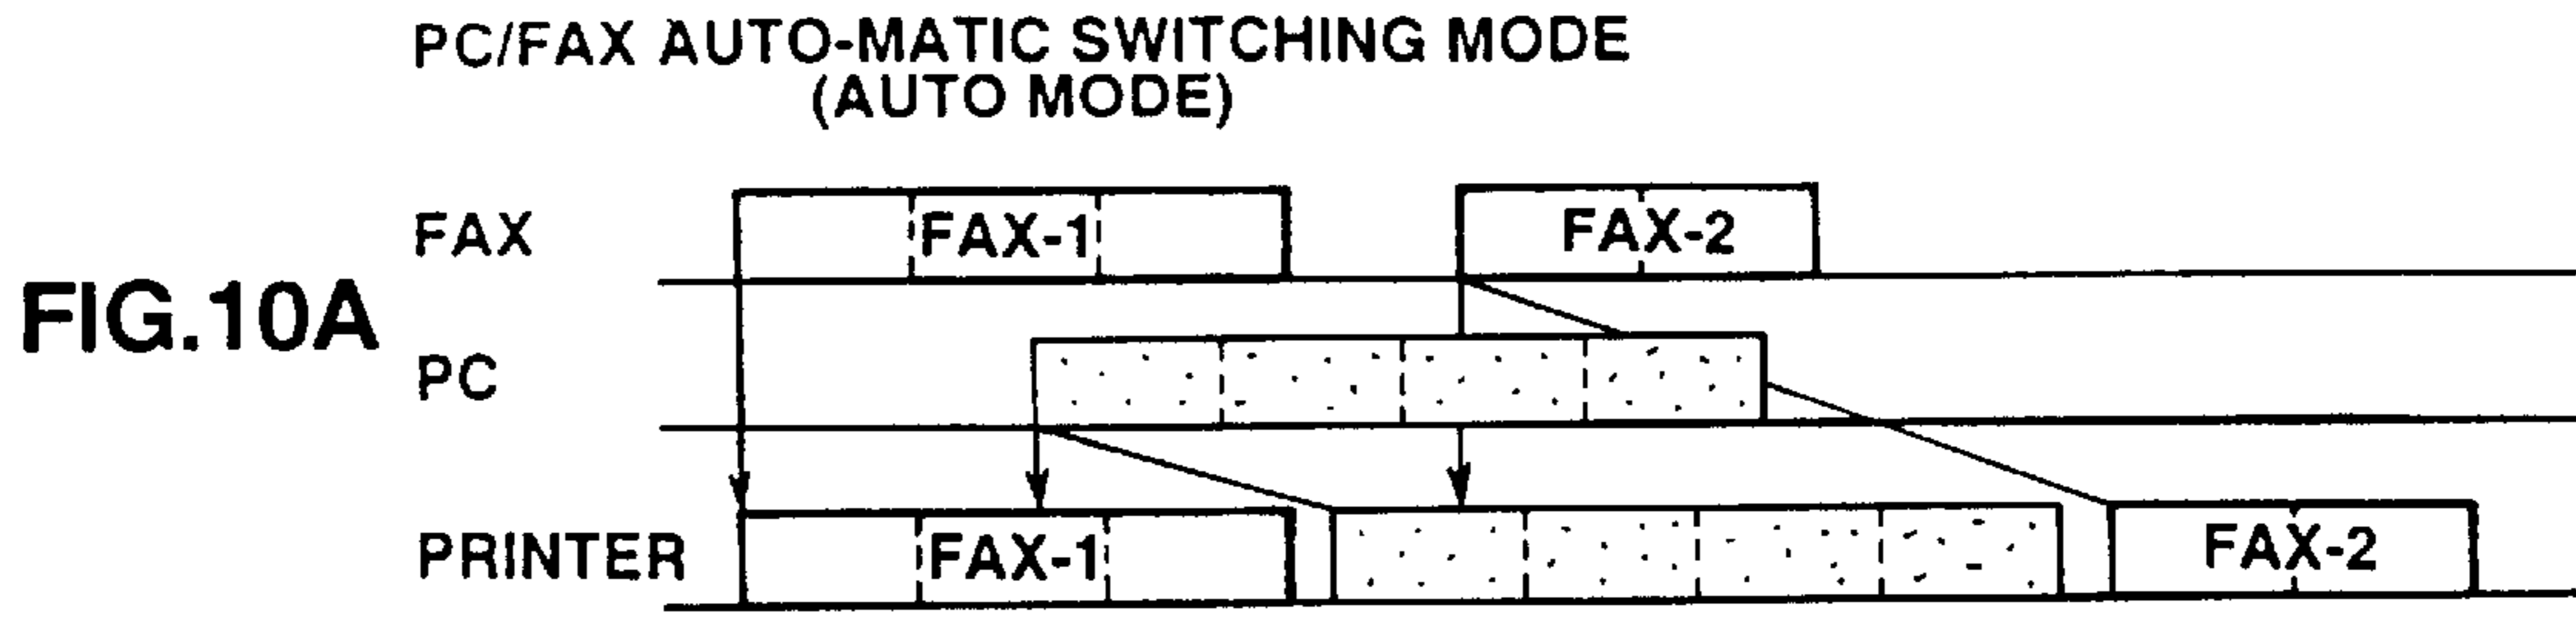 PC/FAX AUTO-MATIC SWITCHING MODE
(AUTO MODE)
FAX
FAX-1
FAX-2
FIG.10A
PC
PRINTER
FAX-1
FAX-2